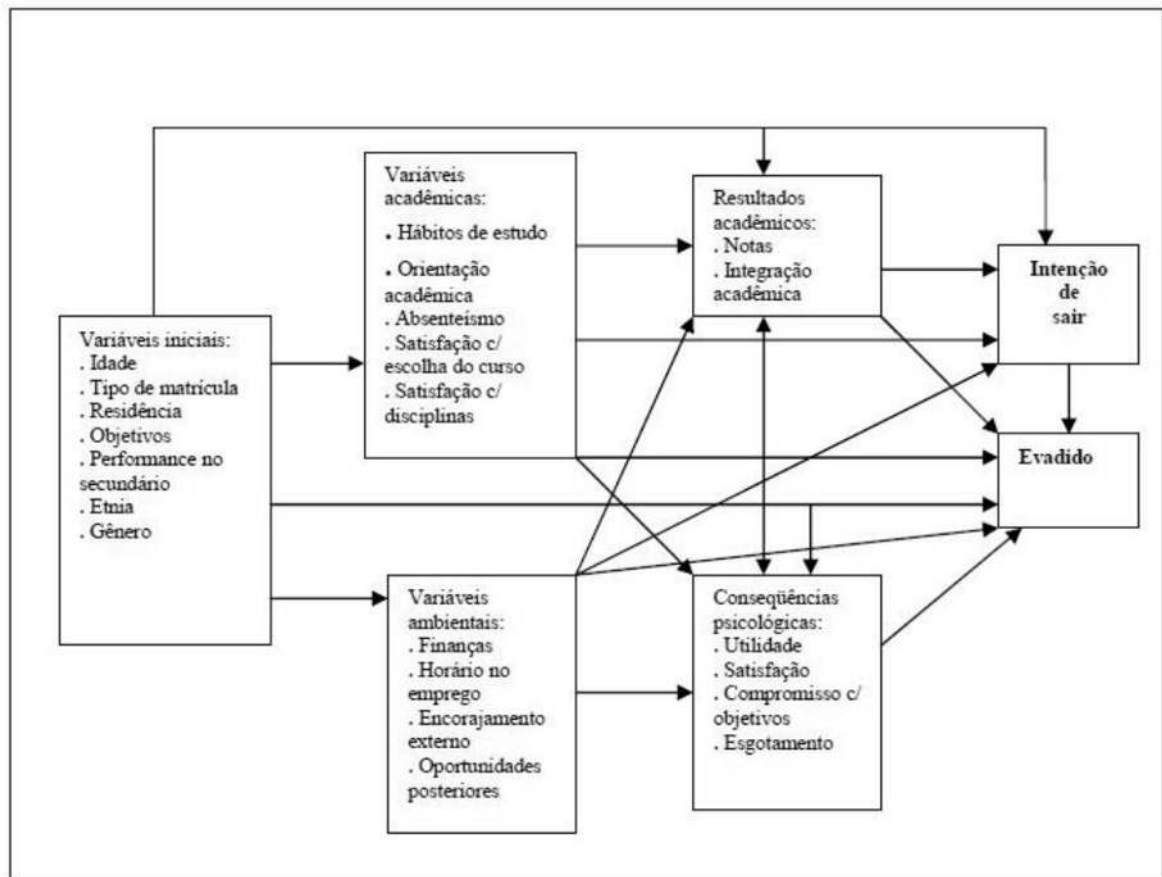 Variáveis iniciais:
. Idade
. Tipo de matrícula
. Residência
. Objetivos
. Performance no
secundário
. Etnia
. Gênero
Variáveis
acadêmicas:
. Hábitos de estudo
. Orientação
acadêmica
. Absenteísmo
. Satisfação c/
escolha do curso
. Satisfação c/
disciplinas
Variáveis
ambientais:
. Finanças
. Horário no
emprego
. Encorajamento
externo
. Oportunidades
posteriores
Resultados
acadêmicos:
. Notas
. Integração
acadêmica
Conseqüências
psicológicas:
. Utilidade
. Satisfação
. Compromisso c/
objetivos
. Esgotamento
Intenção
de
sair
Evadido